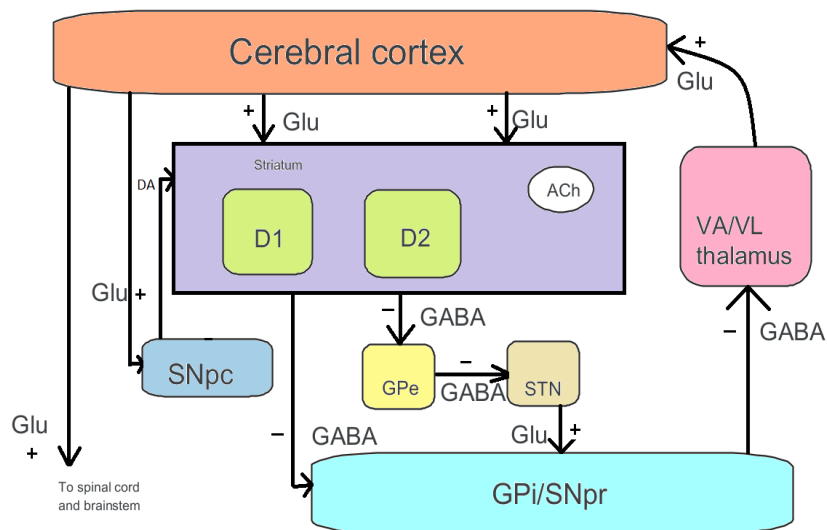 Cerebral cortex
+
Glu
+
Glu
+
Glu
Striatum
ACh
DA
D1
D2
VA/VL
thalamus
Glu +
–
GABA
–
GABA
SNpc
–
GPe
–
GABA
STN
Glu
+
–
GABA
Glu
+
To spinal cord
and brainstem
GPi/SNpr